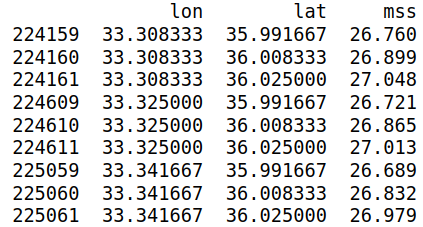 lon lat mss
224159 33.308333 35.991667 26.760
224160 33.308333 36.008333 26.899
224161 33.308333 36.025000 27.048
224609 33.325000 35.991667 26.721
224610 33.325000 36.008333 26.865
224611 33.325000 36.025000 27.013
225059 33.341667 35.991667 26.689
225060 33.341667 36.008333 26.832
225061 33.341667 36.025000 26.979